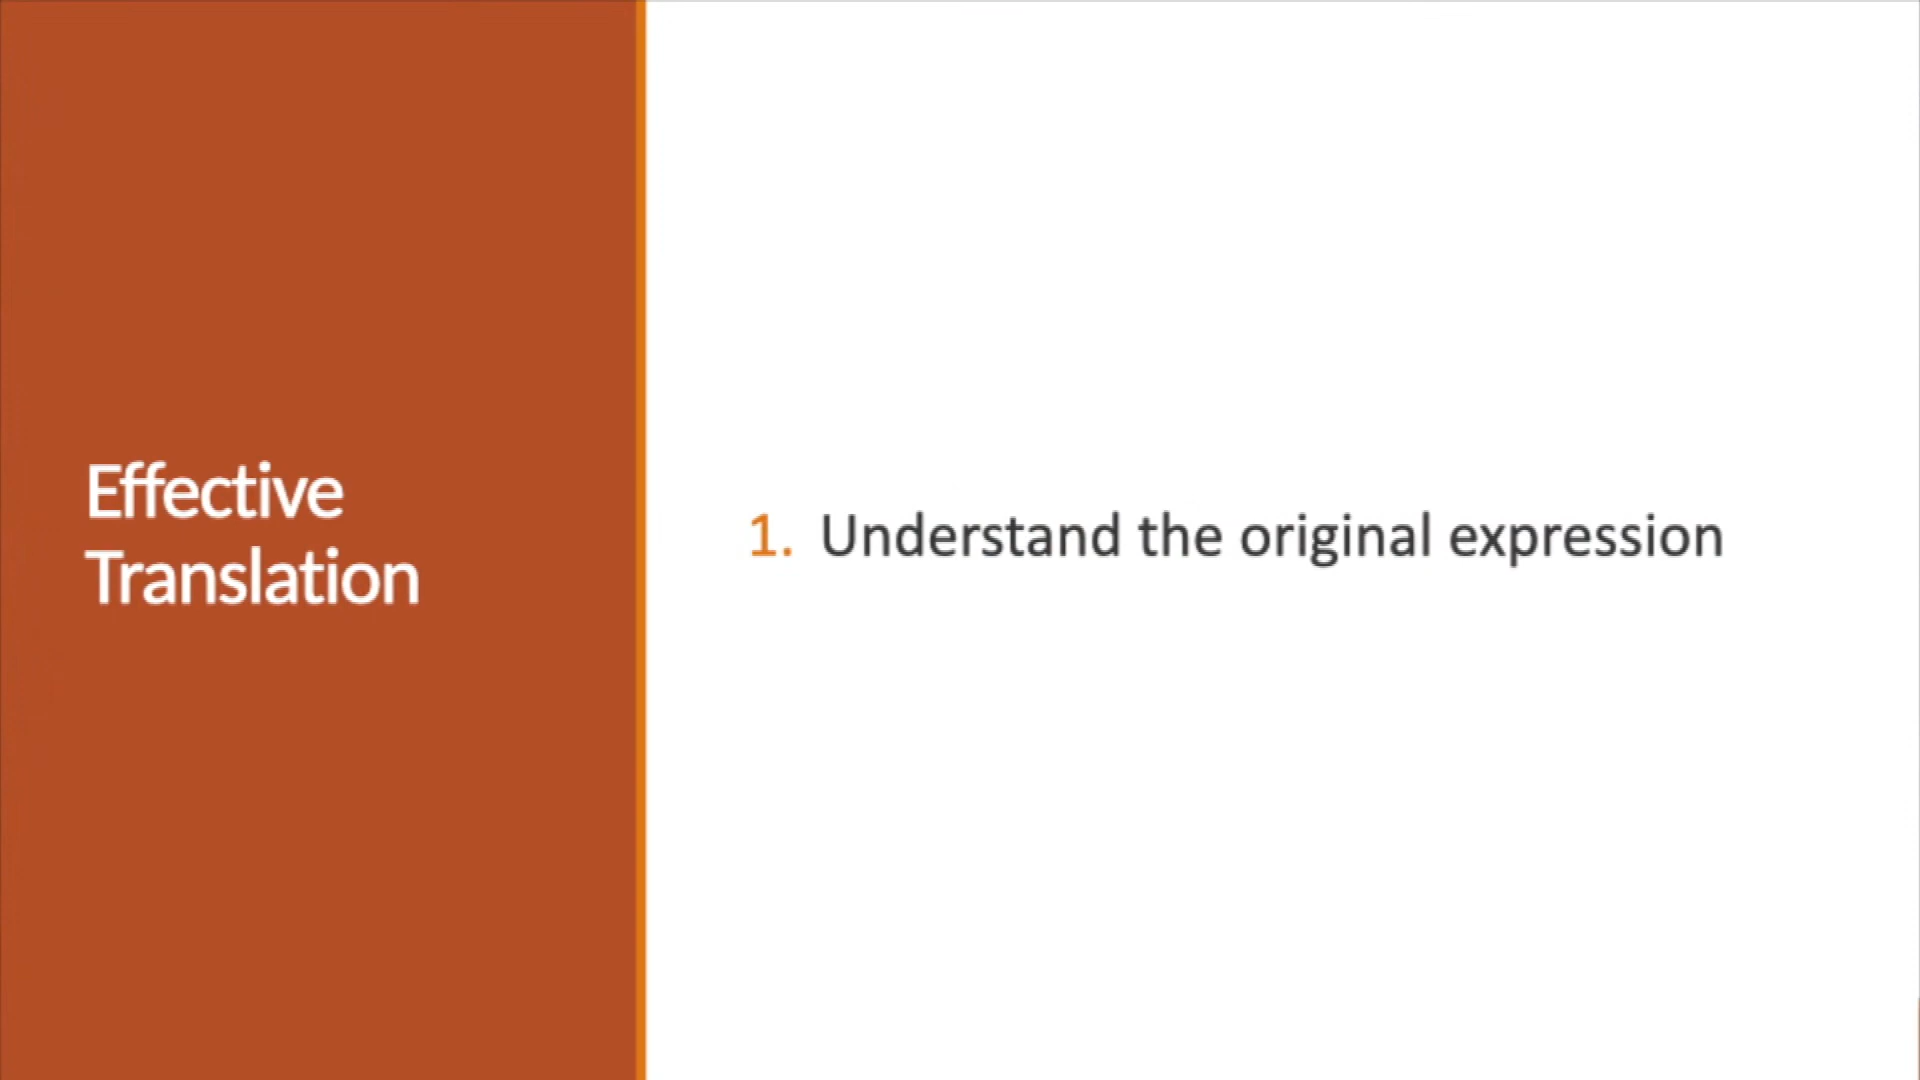 Effective
Translation
1. Understand the original expression